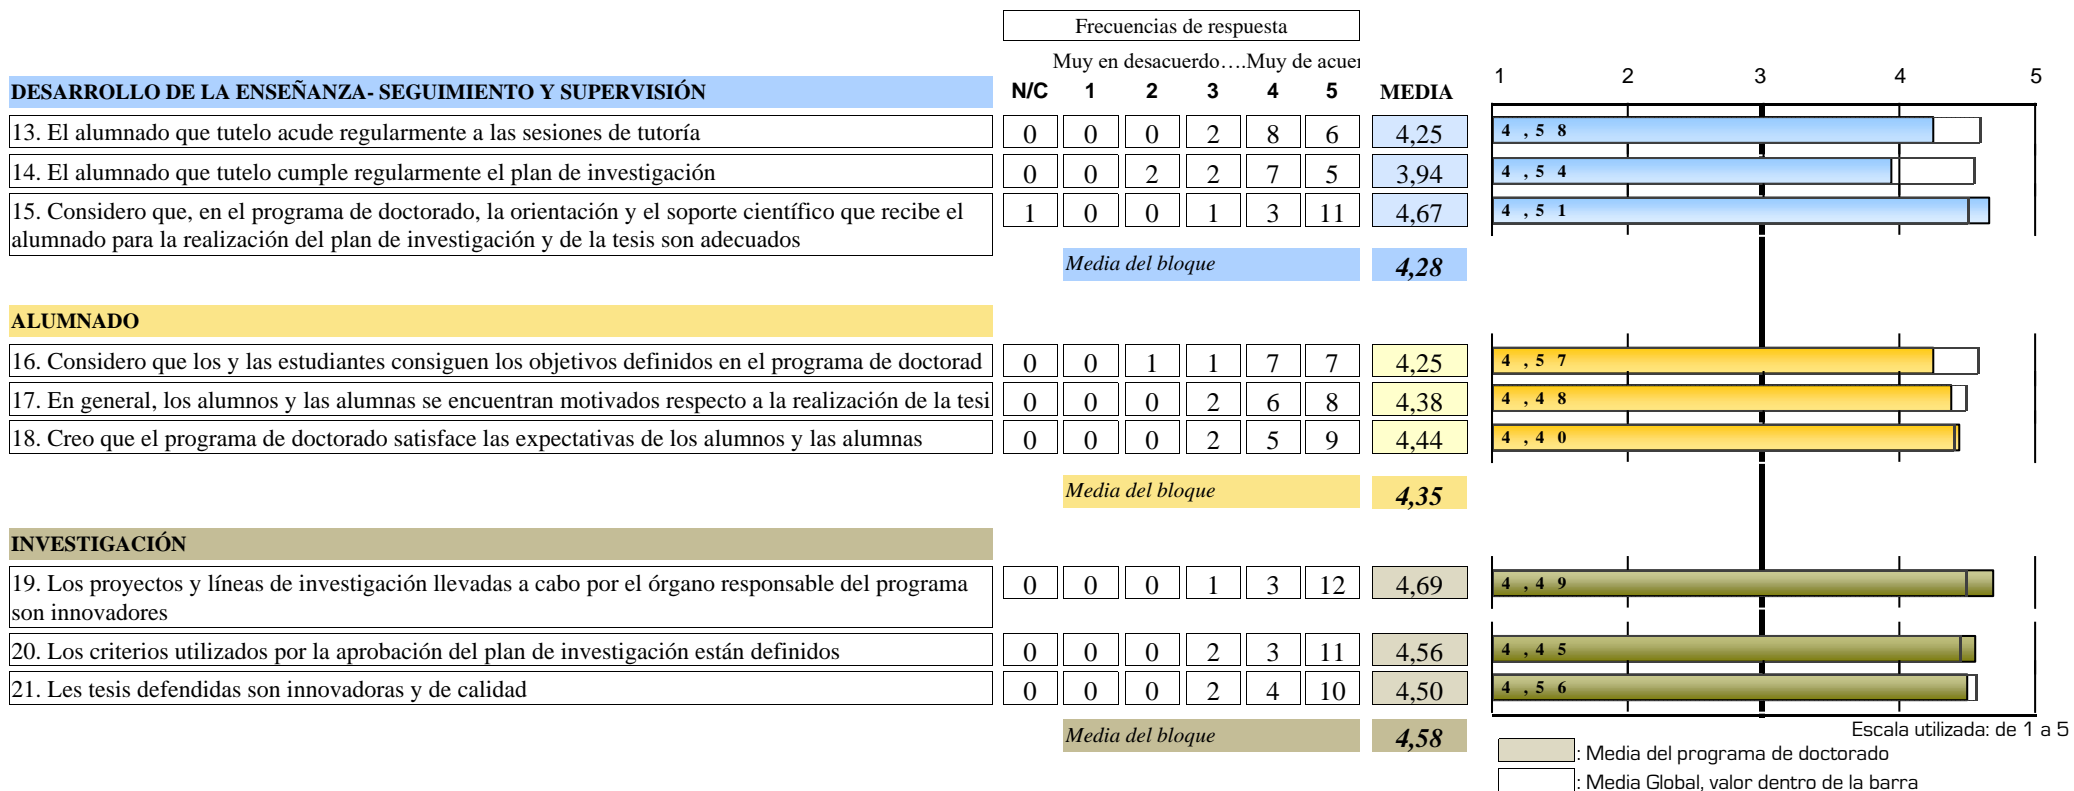 Frecuencias de respuesta
Muy en desacuerdo….Muy de acuer
DESARROLLO DE LA ENSEÑANZA- SEGUIMIENTO Y SUPERVISIÓN N/C 1 2 3 4 5 MEDIA 1 2 3 4 5
13. El alumnado que tutelo acude regularmente a las sesiones de tutoría 0 0 0 2 8 6 4,25 4,58
14. El alumnado que tutelo cumple regularmente el plan de investigación 0 0 2 2 7 5 3,94 4,54
15. Considero que, en el programa de doctorado, la orientación y el soporte científico que recibe el 1 0 0 1 3 11 4,67 4,51
alumnado para la realización del plan de investigación y de la tesis son adecuados
Media del bloque 4,28
ALUMNADO
16. Considero que los y las estudiantes consiguen los objetivos definidos en el programa de doctorad 0 0 1 1 7 7 4,25 4,57
17. En general, los alumnos y las alumnas se encuentran motivados respecto a la realización de la tesi 0 0 0 2 6 8 4,38 4,48
18. Creo que el programa de doctorado satisface las expectativas de los alumnos y las alumnas 0 0 0 2 5 9 4,44 4,40
Media del bloque 4,35
INVESTIGACIÓN
19. Los proyectos y líneas de investigación llevadas a cabo por el órgano responsable del programa 0 0 0 1 3 12 4,69 4,49
son innovadores
20. Los criterios utilizados por la aprobación del plan de investigación están definidos 0 0 0 2 3 11 4,56 4,45
21. Les tesis defendidas son innovadoras y de calidad 0 0 0 2 4 10 4,50 4,56
Media del bloque 4,58
Escala utilizada: de 1 a 5
: Media del programa de doctorado
: Media Global, valor dentro de la barra